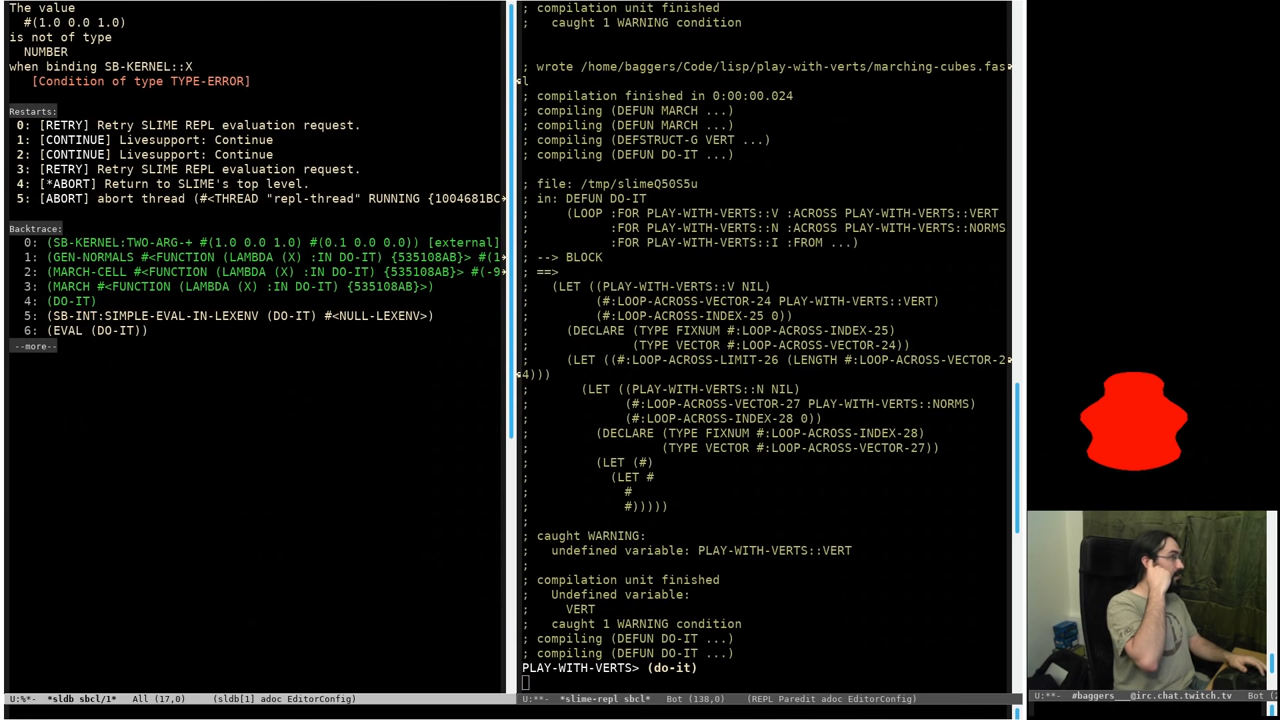 The value
  #(1.0 0.0 1.0)
is not of type
  NUMBER
when binding SB-KERNEL::X
   [Condition of type TYPE-ERROR]
Restarts:
 0: [RETRY] Retry SLIME REPL evaluation request.
 1: [CONTINUE] Livesupport: Continue
 2: [CONTINUE] Livesupport: Continue
 3: [RETRY] Retry SLIME REPL evaluation request.
 4: [*ABORT] Return to SLIME's top level.
 5: [ABORT] abort thread (#<THREAD "repl-thread" RUNNING {1004681BC
Backtrace:
  0: (SB-KERNEL:TWO-ARG-+ #(1.0 0.0 1.0) #(0.1 0.0 0.0)) [external]
  1: (GEN-NORMALS #<FUNCTION (LAMBDA (X) :IN DO-IT) {535108AB}> #(1
  2: (MARCH-CELL #<FUNCTION (LAMBDA (X) :IN DO-IT) {535108AB}> #(-9
  3: (MARCH #<FUNCTION (LAMBDA (X) :IN DO-IT) {535108AB}>)
  4: (DO-IT)
  5: (SB-INT:SIMPLE-EVAL-IN-LEXENV (DO-IT) #<NULL-LEXENV>)
  6: (EVAL (DO-IT))
 --more--
U:%*-  *sldb sbcl/1*   All (17,0)     (sldb[1] adoc EditorConfig)
; compilation unit finished
;   caught 1 WARNING condition
; wrote /home/baggers/Code/lisp/play-with-verts/marching-cubes.fas
l
; compilation finished in 0:00:00.024
; compiling (DEFUN MARCH ...)
; compiling (DEFUN MARCH ...)
; compiling (DEFSTRUCT-G VERT ...)
; compiling (DEFUN DO-IT ...)
; file: /tmp/slimeQ50S5u
; in: DEFUN DO-IT
;     (LOOP :FOR PLAY-WITH-VERTS::V :ACROSS PLAY-WITH-VERTS::VERT
;           :FOR PLAY-WITH-VERTS::N :ACROSS PLAY-WITH-VERTS::NORMS
;           :FOR PLAY-WITH-VERTS::I :FROM ...)
;
; --> BLOCK
; ==>
;   (LET ((PLAY-WITH-VERTS::V NIL)
;         (#:LOOP-ACROSS-VECTOR-24 PLAY-WITH-VERTS::VERT)
;         (#:LOOP-ACROSS-INDEX-25 0))
;     (DECLARE (TYPE FIXNUM #:LOOP-ACROSS-INDEX-25)
;              (TYPE VECTOR #:LOOP-ACROSS-VECTOR-24))
;     (LET ((#:LOOP-ACROSS-LIMIT-26 (LENGTH #:LOOP-ACROSS-VECTOR-2
4)))
;       (LET ((PLAY-WITH-VERTS::N NIL)
;             (#:LOOP-ACROSS-VECTOR-27 PLAY-WITH-VERTS::NORMS)
;             (#:LOOP-ACROSS-INDEX-28 0))
;         (DECLARE (TYPE FIXNUM #:LOOP-ACROSS-INDEX-28)
;                  (TYPE VECTOR #:LOOP-ACROSS-VECTOR-27))
;         (LET (#)
;           (LET #
;             #
;             #)))))
;
; caught WARNING:
;   undefined variable: PLAY-WITH-VERTS::VERT
;
; compilation unit finished
;   Undefined variable:
;     VERT
;   caught 1 WARNING condition
; compiling (DEFUN DO-IT ...)
; compiling (DEFUN DO-IT ...)
PLAY-WITH-VERTS> (do-it)
U:**-  *slime-repl sbcl*   Bot (138,0)    (REPL Paredit adoc EditorConfig)
U:**-  #baggers___@irc.chat.twitch.tv   Bot (2